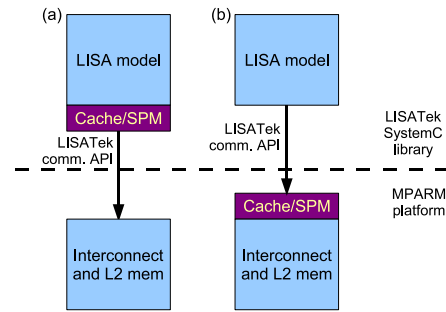 (a)
LISA model
Cache/SPM
LISATek
comm. API
Interconnect
and L2 mem
(b)
LISA model
LISATek
comm. API
Cache/SPM
Interconnect
and L2 mem
LISATek
SystemC
library
MPARM
platform